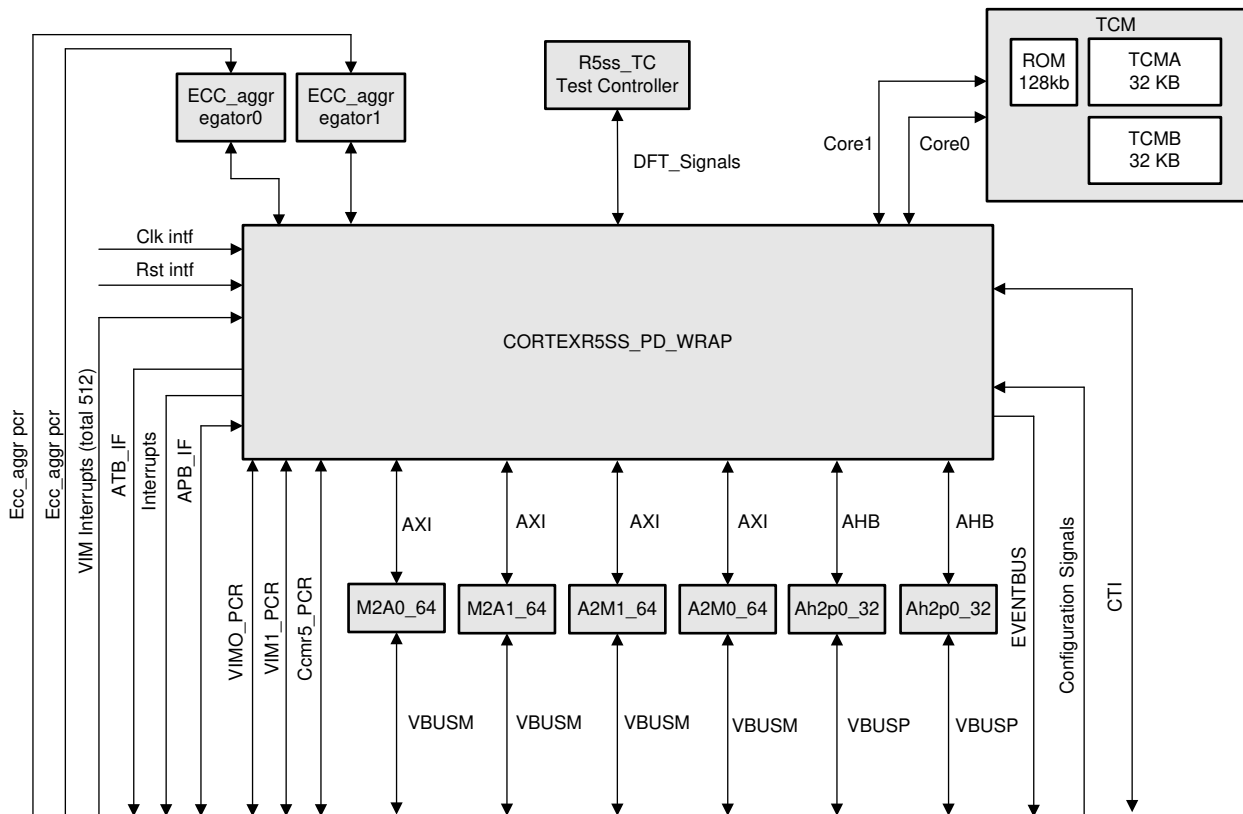 TCM
ROM
128kb
TCMA
32 KB
TCMB
32 KB
R5ss_TC
Test Controller
ECC_aggr
egator0
ECC_aggr
egator1
Core1
Core0
DFT_Signals
Clk intf
Rst intf
CORTEXR5SS_PD_WRAP
Ecc_aggr pcr
Ecc_aggr pcr
VIM Interrupts (total 512)
ATB_IF
Interrupts
APB_IF
VIMO_PCR
VIM1_PCR
Ccmr5_PCR
AXI
AXI
AXI
AXI
AHB
AHB
M2A0_64
M2A1_64
A2M1_64
A2M0_64
Ah2p0_32
Ah2p0_32
VBUSM
VBUSM
VBUSM
VBUSM
VBUSP
VBUSP
EVENTBUS
Configuration Signals
CTI